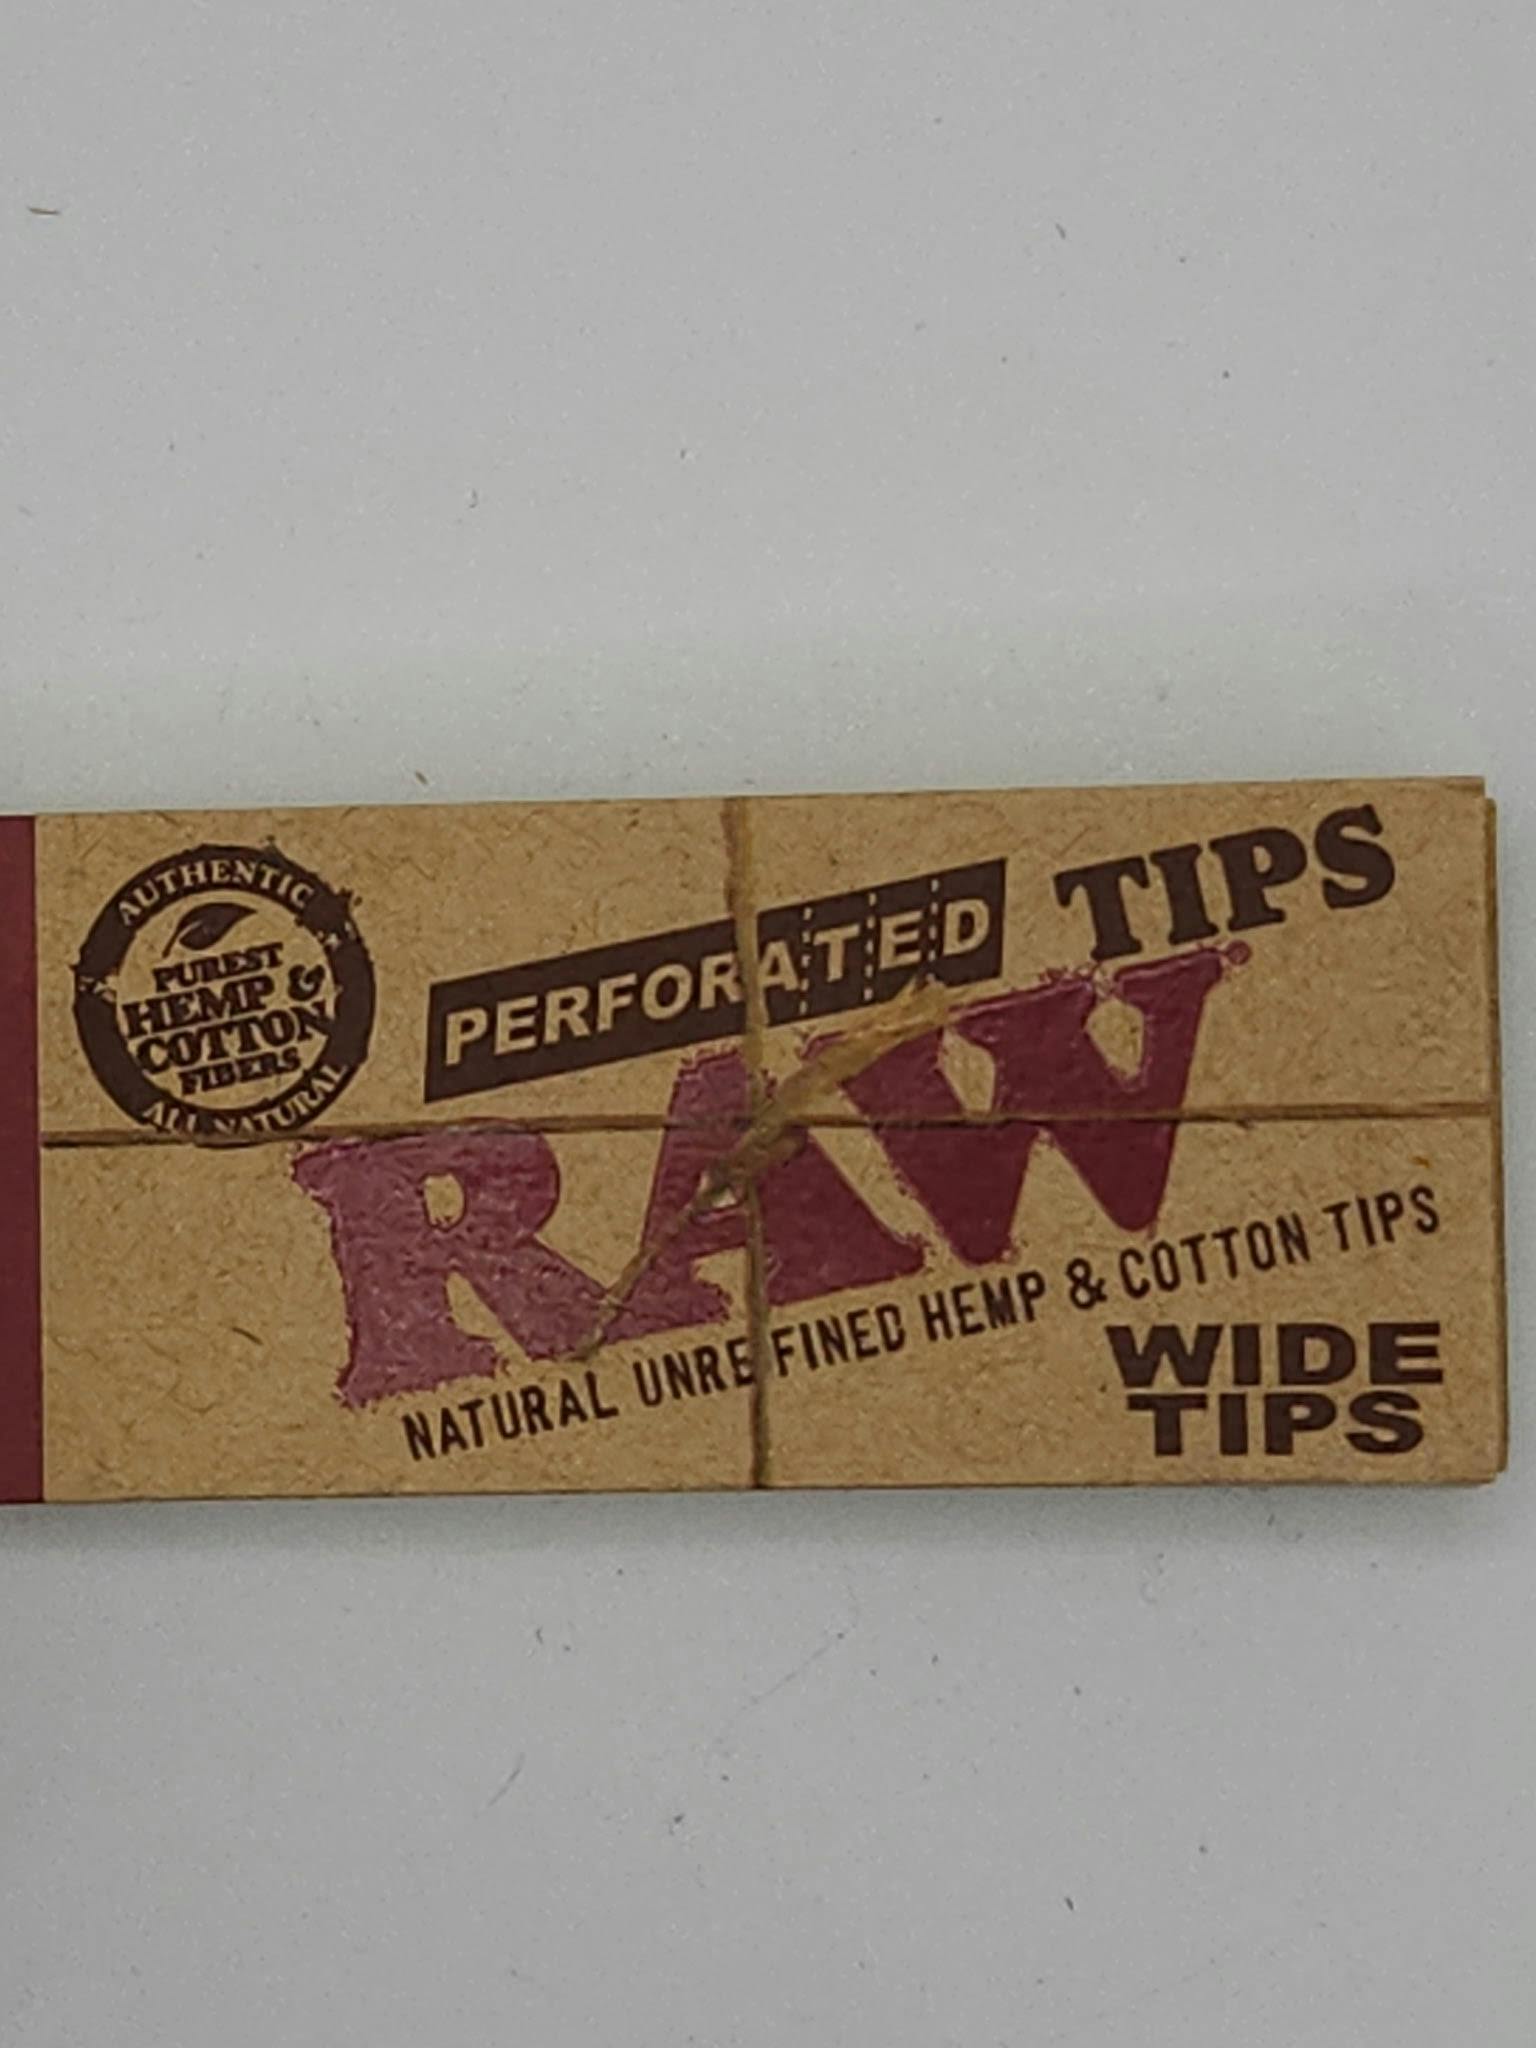 AUTHENTIC
PUREST
HEMP &
COTTON
FIBERS
ALL NATURAL
PERFORATED TIPS
RAW
NATURAL UNREFINED HEMP & COTTON TIPS
WIDE
TIPS